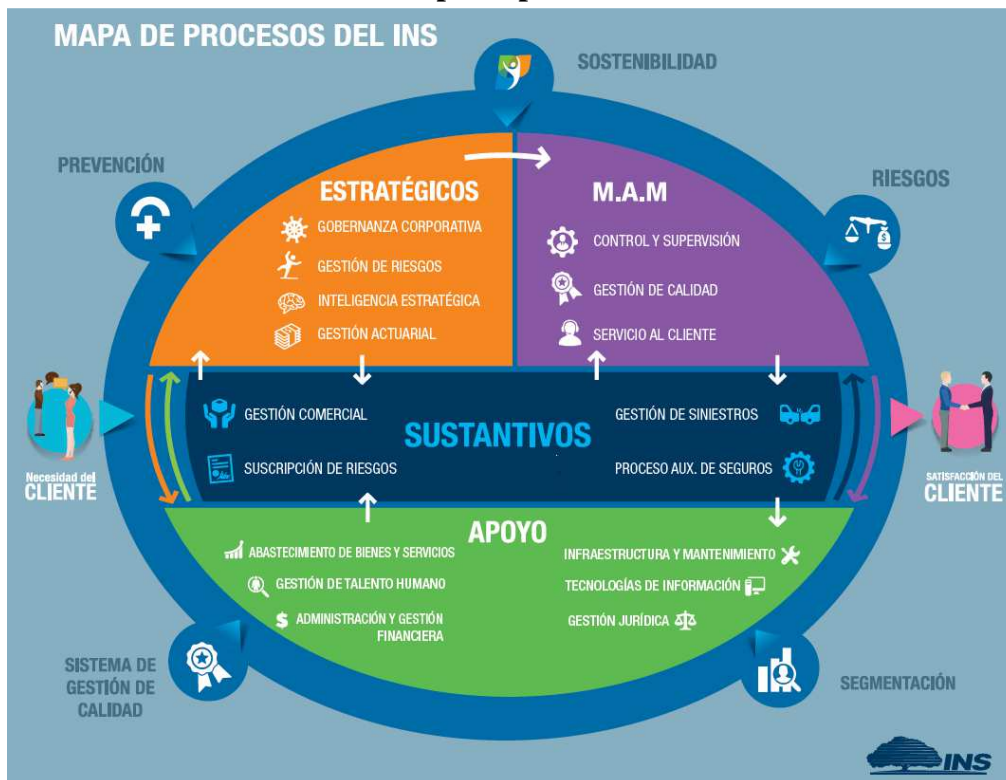 MAPA DE PROCESOS DEL INS
SOSTENIBILIDAD
PREVENCIÓN
RIESGOS
ESTRATÉGICOS
GOBERNANZA CORPORATIVA
GESTIÓN DE RIESGOS
INTELIGENCIA ESTRATÉGICA
GESTIÓN ACTUARIAL
M.A.M
CONTROL Y SUPERVISIÓN
GESTIÓN DE CALIDAD
SERVICIO AL CLIENTE
Necesidad del
CLIENTE
GESTIÓN COMERCIAL
SUSCRIPCIÓN DE RIESGOS
SUSTANTIVOS
GESTIÓN DE SINIESTROS
PROCESO AUX. DE SEGUROS
SATISFACCIÓN DEL
CLIENTE
APOYO
ABASTECIMIENTO DE BIENES Y SERVICIOS
GESTIÓN DE TALENTO HUMANO
$ ADMINISTRACIÓN Y GESTIÓN
FINANCIERA
INFRAESTRUCTURA Y MANTENIMIENTO
TECNOLOGÍAS DE INFORMACIÓN
GESTIÓN JURÍDICA
SISTEMA DE
GESTIÓN DE
CALIDAD
SEGMENTACIÓN
INS